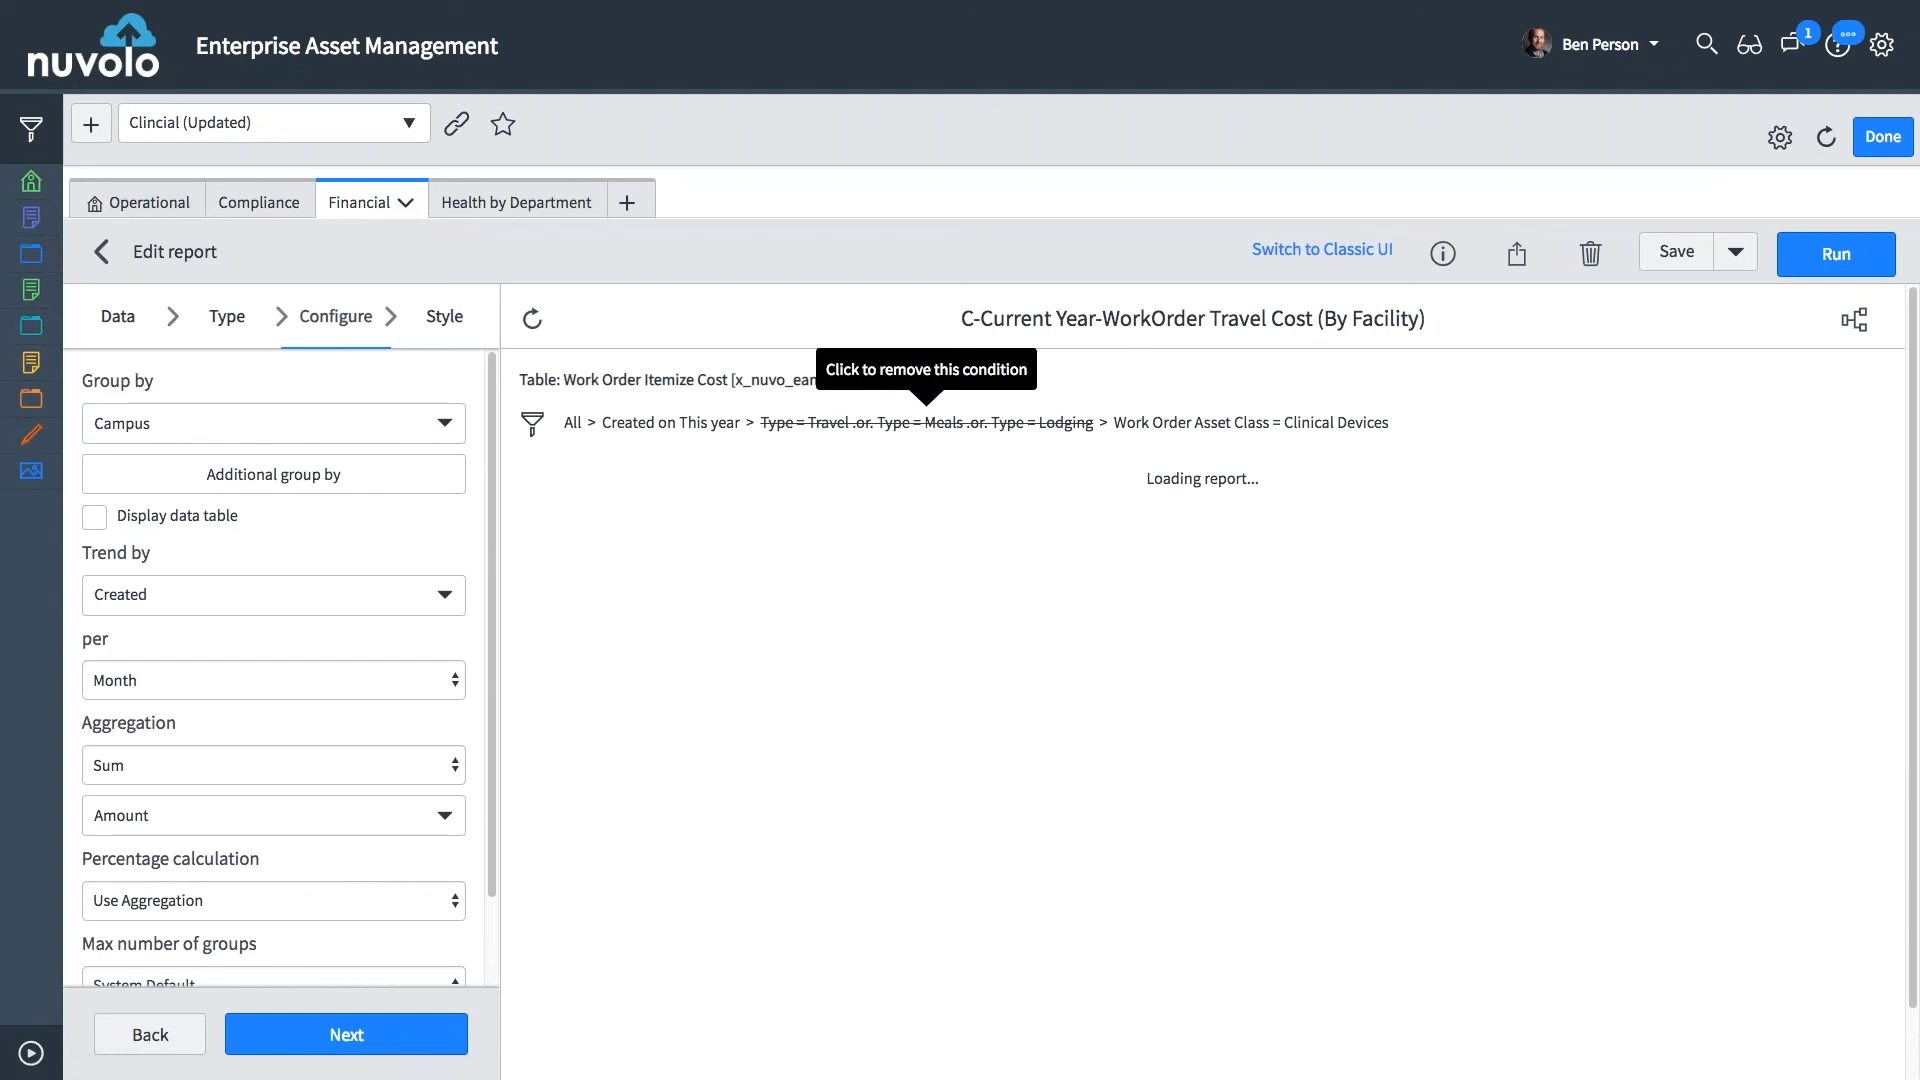 nuvolo
Enterprise Asset Management
Ben Person
1
Clincial (Updated)
Done
Operational
Compliance
Financial
Health by Department
Edit report
Switch to Classic UI
Save
Run
Data
Type
Configure
Style
C-Current Year-WorkOrder Travel Cost (By Facility)
Click to remove this condition
Table: Work Order Itemize Cost
All > Created on This year > Type = Travel .or. Type = Meals .or. Type = Lodging > Work Order Asset Class = Clinical Devices
Loading report...
Group by
Campus
Additional group by
Display data table
Trend by
Created
per
Month
Aggregation
Sum
Amount
Percentage calculation
Use Aggregation
Max number of groups
System Default
Back
Next